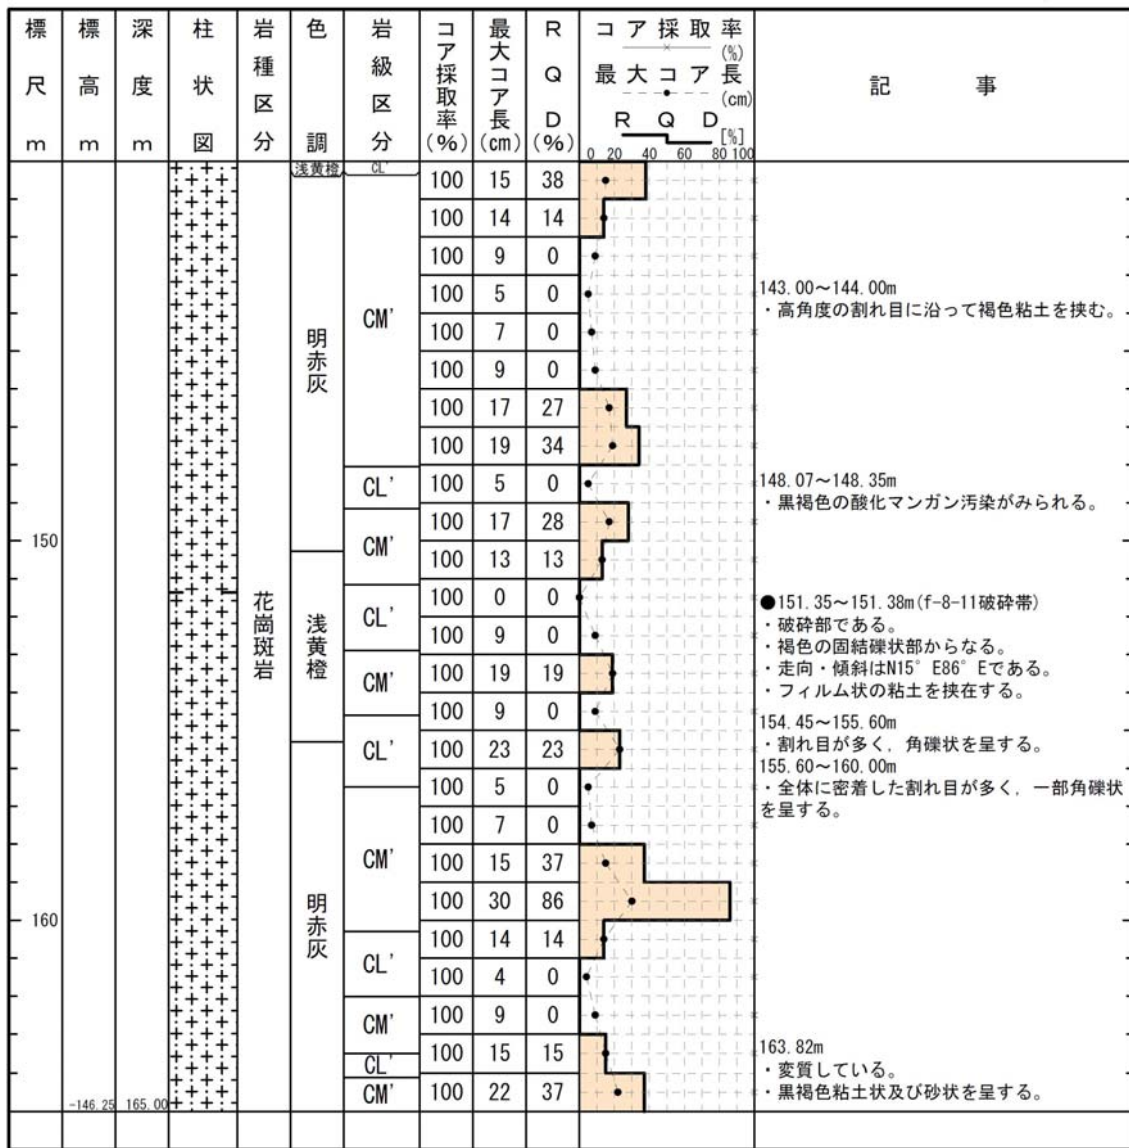 標尺m
標高m
深度m
柱状図
岩種区分
色調
岩級区分
コア採取率(%)
最大コア長(cm)
RQD(%)
コア採取率(%)
最大コア長(cm)
RQD[%]
0 20 40 60 80 100
記事
浅黄橙 CL'
100 15 38
100 14 14
100 9 0
100 5 0
143.00～144.00m
・高角度の割れ目に沿って褐色粘土を挟む。
CM'
明赤灰
100 7 0
100 9 0
100 17 27
100 19 34
CL' 100 5 0
148.07～148.35m
・黒褐色の酸化マンガン汚染がみられる。
100 17 28
150
CM'
100 13 13
花崗斑岩
浅黄橙
100 0 0
CL'
100 9 0
●151.35～151.38m(f-8-11破砕帯)
・破砕部である。
・褐色の固結礫状部からなる。
・走向・傾斜はN15°E86°Eである。
・フィルム状の粘土を挟在する。
100 19 19
CM'
100 9 0
154.45～155.60m
・割れ目が多く，角礫状を呈する。
CL'
100 23 23
155.60～160.00m
・全体に密着した割れ目が多く，一部角礫状
を呈する。
100 5 0
100 7 0
CM'
100 15 37
明赤灰
100 30 86
160
100 14 14
CL'
100 4 0
100 9 0
CM'
100 15 15
CL'
163.82m
・変質している。
・黒褐色粘土状及び砂状を呈する。
CM' 100 22 37
-146.25 165.00